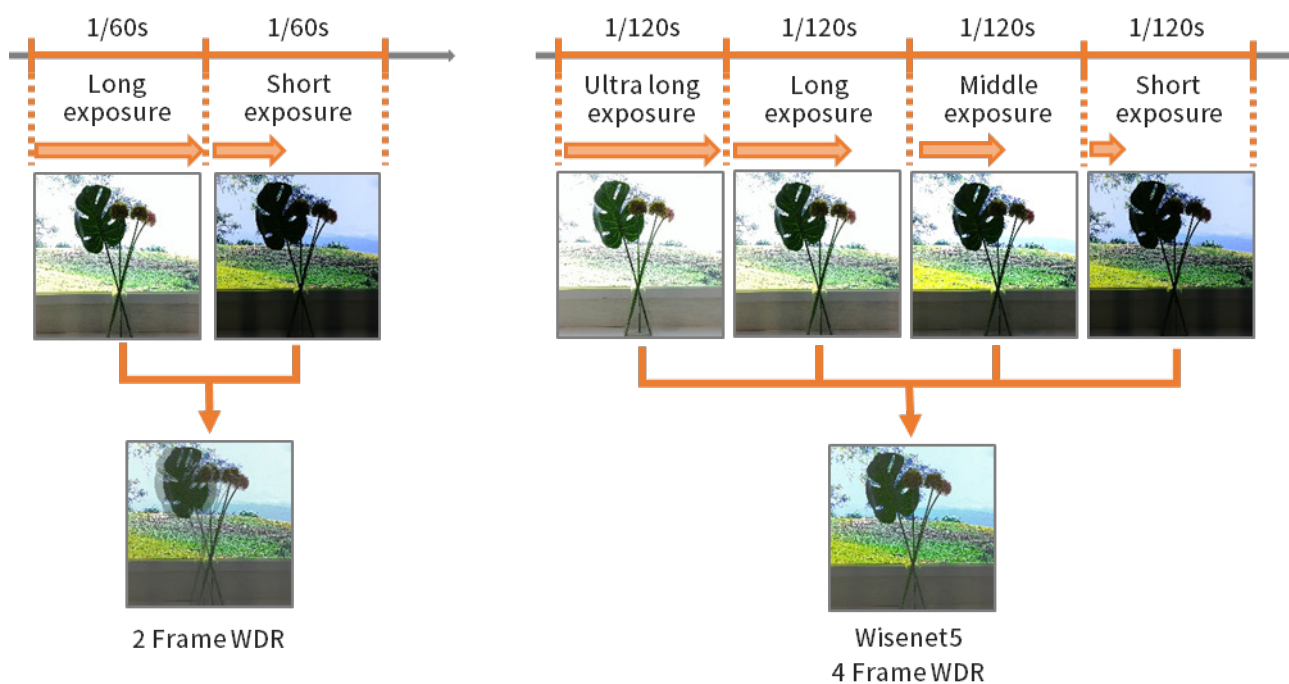 1/60s
1/60s
Long
exposure
Short
exposure
2 Frame WDR
1/120s
1/120s
1/120s
1/120s
Ultra long
exposure
Long
exposure
Middle
exposure
Short
exposure
Wisenet5
4 Frame WDR